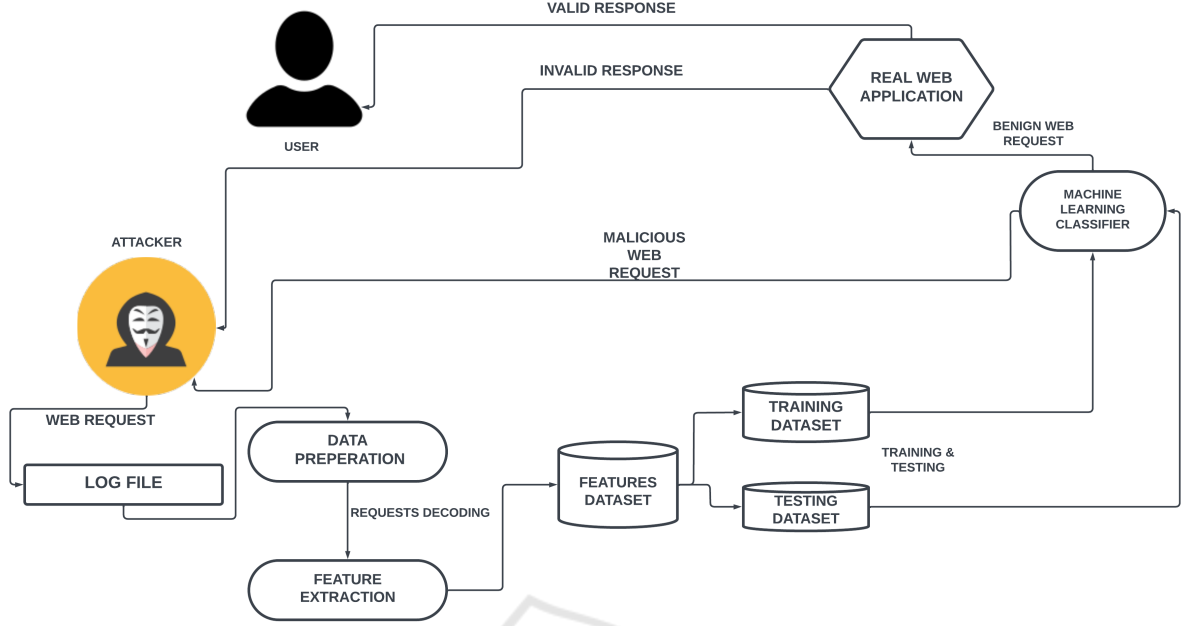 VALID RESPONSE
INVALID RESPONSE
REAL WEB
APPLICATION
USER
BENIGN WEB
REQUEST
MACHINE
LEARNING
CLASSIFIER
ATTACKER
MALICIOUS
WEB
REQUEST
WEB REQUEST
LOG FILE
DATA
PREPERATION
REQUESTS DECODING
FEATURE
EXTRACTION
FEATURES
DATASET
TRAINING
DATASET
TRAINING &
TESTING
TESTING
DATASET